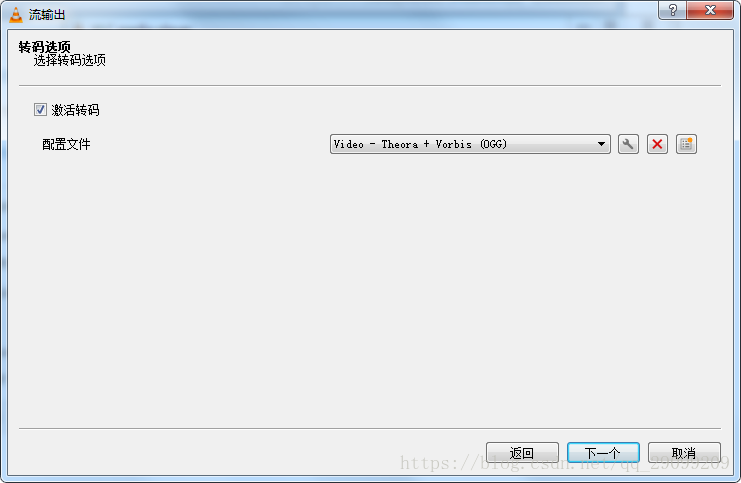 流输出
转码选项
选择转码选项
激活转码
配置文件
Video - Theora + Vorbis (OGG)
返回
下一个
取消
https://blog.csdn.net/qq_29699209